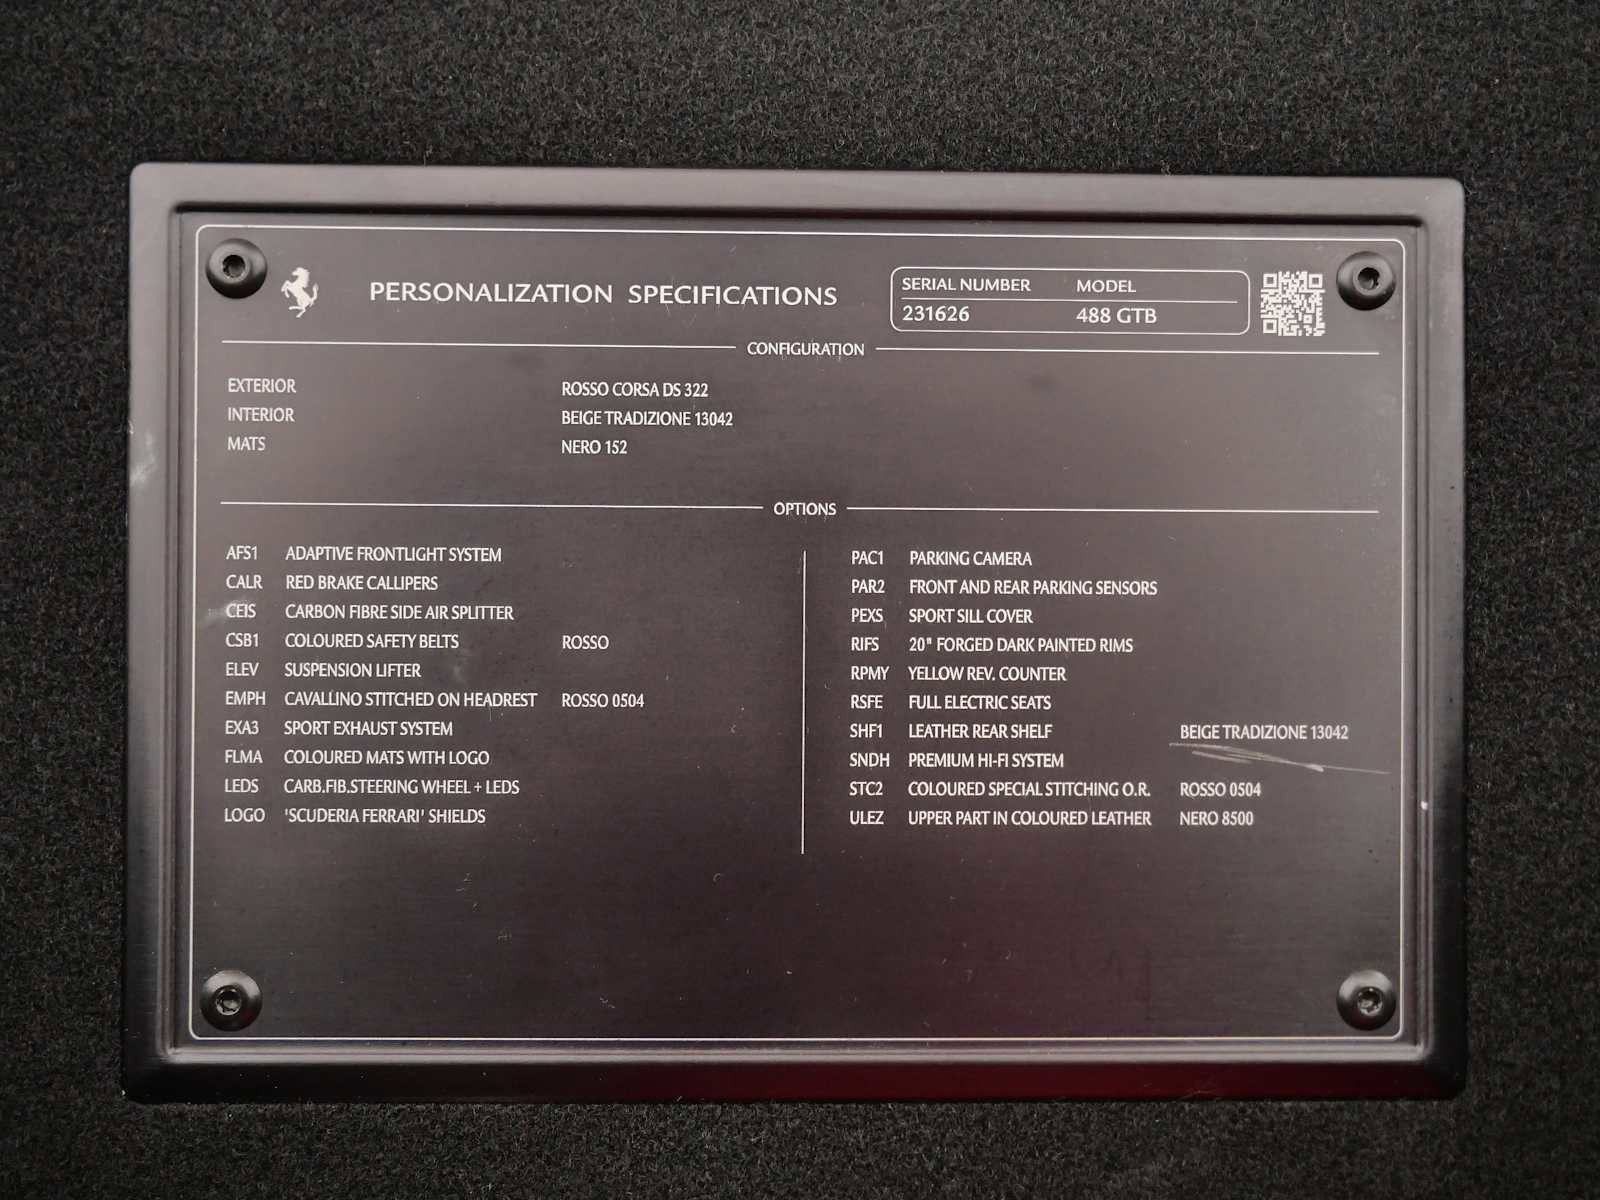 PERSONALIZATION SPECIFICATIONS
SERIAL NUMBER MODEL
231626 488 GTB
CONFIGURATION
EXTERIOR ROSSO CORSA DS 322
INTERIOR BEIGE TRADIZIONE 13042
MATS NERO 152
OPTIONS
AFS1 ADAPTIVE FRONTLIGHT SYSTEM
CALR RED BRAKE CALLIPERS
CEIS CARBON FIBRE SIDE AIR SPLITTER
CSB1 COLOURED SAFETY BELTS ROSSO
ELEV SUSPENSION LIFTER
EMPH CAVALLINO STITCHED ON HEADREST ROSSO 0504
EXA3 SPORT EXHAUST SYSTEM
FLMA COLOURED MATS WITH LOGO
LEDS CARB.FIB.STEERING WHEEL + LEDS
LOGO 'SCUDERIA FERRARI' SHIELDS
PAC1 PARKING CAMERA
PAR2 FRONT AND REAR PARKING SENSORS
PEXS SPORT SILL COVER
RIFS 20" FORGED DARK PAINTED RIMS
RPMY YELLOW REV. COUNTER
RSFE FULL ELECTRIC SEATS
SHF1 LEATHER REAR SHELF BEIGE TRADIZIONE 13042
SNDH PREMIUM HI-FI SYSTEM
STC2 COLOURED SPECIAL STITCHING O.R. ROSSO 0504
ULEZ UPPER PART IN COLOURED LEATHER NERO 8500